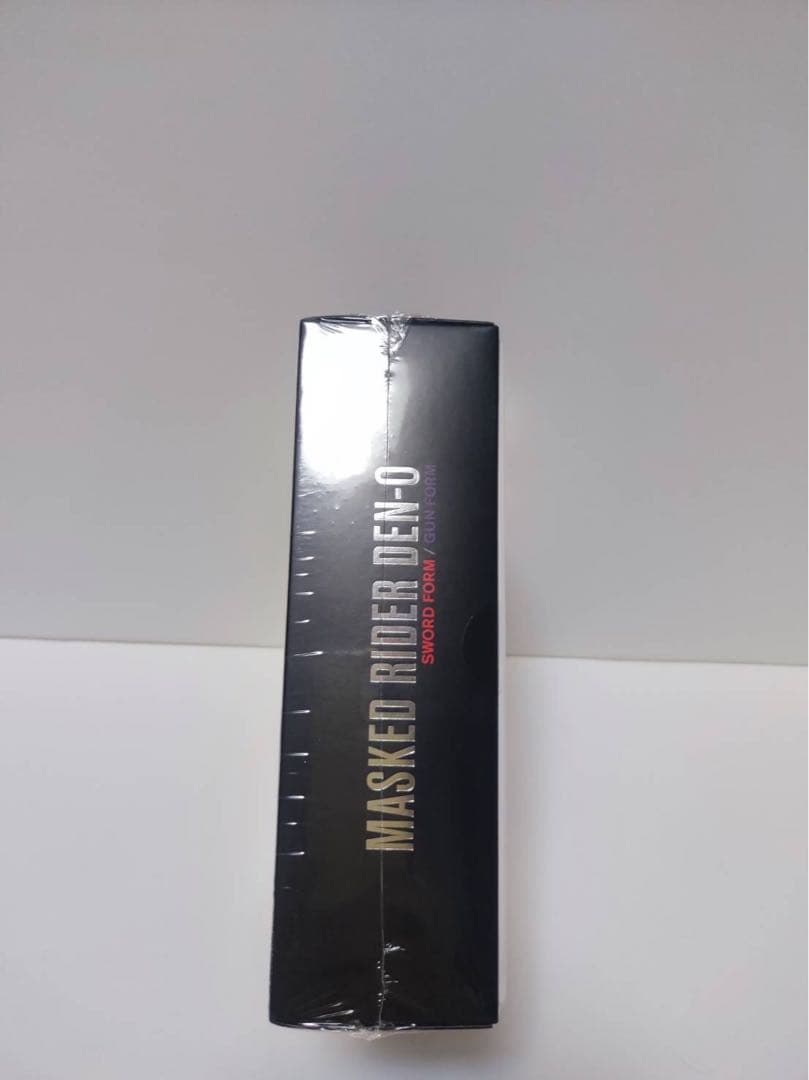 MASKED RIDER DEN-O
SWORD FORM / GUN FORM